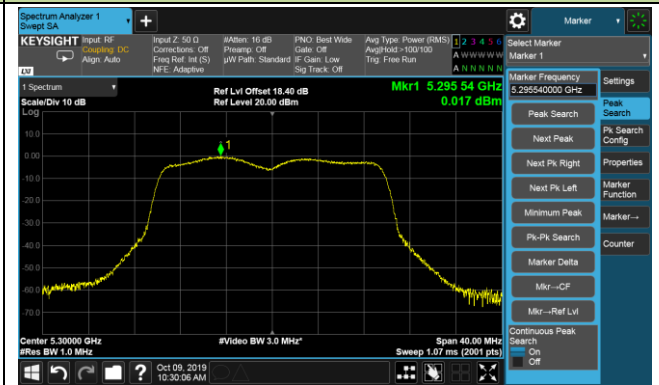 Spectrum Analyzer 1
Swept SA
KEYSIGHT
Input: RF
Coupling: DC
Align: Auto
Input Z: 50 Ω
Corrections: Off
Freq Ref: Int (S)
NFE: Adaptive
#Atten: 16 dB
Preamp: Off
µW Path: Standard
PNO: Best Wide
Gate: Off
IF Gain: Low
Sig Track: Off
Avg Type: Power (RMS)
Avg|Hold:>100/100
Trig: Free Run
1 2 3 4 5 6
A W W W W W
A N N N N N
LXI
1 Spectrum
Scale/Div 10 dB
Log
Ref Lvl Offset 18.40 dB
Ref Level 20.00 dBm
Mkr1 5.295 54 GHz
0.017 dBm
1
10.0
0.00
-10.0
-20.0
-30.0
-40.0
-50.0
-60.0
-70.0
Center 5.30000 GHz
#Res BW 1.0 MHz
#Video BW 3.0 MHz*
Span 40.00 MHz
Sweep 1.07 ms (2001 pts)
Oct 09, 2019
10:30:06 AM
Marker
Select Marker
Marker 1
Marker Frequency
5.295540000 GHz
Peak Search
Next Peak
Next Pk Right
Next Pk Left
Minimum Peak
Pk-Pk Search
Marker Delta
Mkr→CF
Mkr→Ref Lvl
Continuous Peak
Search
On
Off
Settings
Peak
Search
Pk Search
Config
Properties
Marker
Function
Marker→
Counter